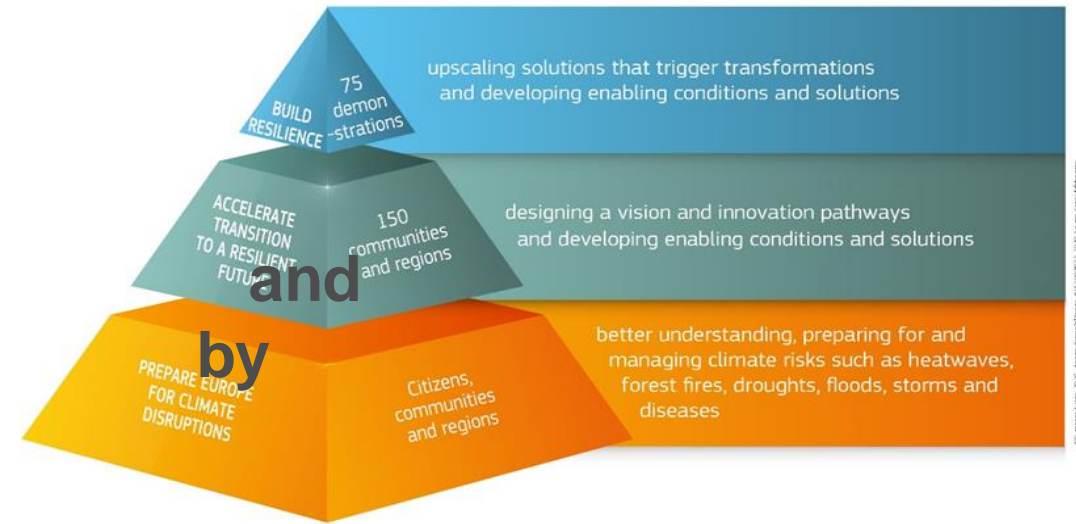 BUILD
RESILIENCE
75
demon
-strations
upscaling solutions that trigger transformations
and developing enabling conditions and solutions
ACCELERATE
TRANSITION
TO A RESILIENT
FUTURE
150
communities
and regions
designing a vision and innovation pathways
and developing enabling conditions and solutions
and
by
PREPARE EUROPE
FOR CLIMATE
DISRUPTIONS
Citizens,
communities
and regions
better understanding, preparing for and
managing climate risks such as heatwaves,
forest fires, droughts, floods, storms and
diseases